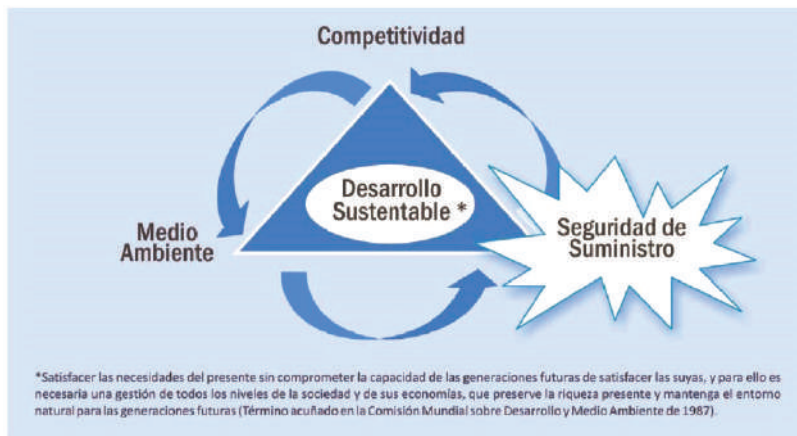 Competitividad
Desarrollo
Sustentable *
Medio
Ambiente
Seguridad de
Suministro
*Satisfacer las necesidades del presente sin comprometer la capacidad de las generaciones futuras de satisfacer las suyas, y para ello es
necesaria una gestión de todos los niveles de la sociedad y de sus economías, que preserve la riqueza presente y mantenga el entorno
natural para las generaciones futuras (Término acuñado en la Comisión Mundial sobre Desarrollo y Medio Ambiente de 1987).